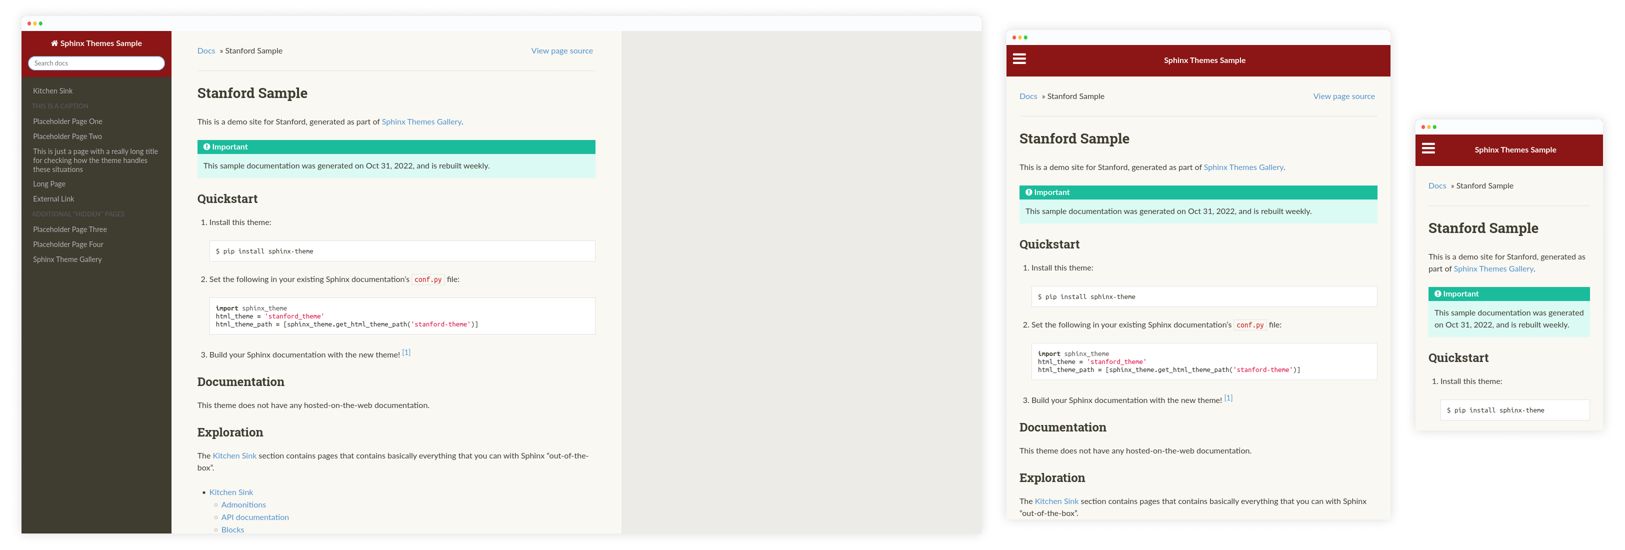 Sphinx Themes Sample
Search docs
Kitchen Sink
THIS IS A CAPTION
Placeholder Page One
Placeholder Page Two
This is just a page with a really long title
for checking how the theme handles
these situations
Long Page
External Link
ADDITIONAL "HIDDEN" PAGES
Placeholder Page Three
Placeholder Page Four
Sphinx Theme Gallery
Docs » Stanford Sample View page source
Stanford Sample
This is a demo site for Stanford, generated as part of Sphinx Themes Gallery.
Important
This sample documentation was generated on Oct 31, 2022, and is rebuilt weekly.
Quickstart
1. Install this theme:
$ pip install sphinx-theme
2. Set the following in your existing Sphinx documentation's conf.py file:
import sphinx_theme
html_theme = 'stanford_theme'
html_theme_path = [sphinx_theme.get_html_theme_path('stanford-theme')]
3. Build your Sphinx documentation with the new theme! [1]
Documentation
This theme does not have any hosted-on-the-web documentation.
Exploration
The Kitchen Sink section contains pages that contains basically everything that you can with Sphinx “out-of-the-
box”.
Kitchen Sink
Admonitions
API documentation
Blocks
Sphinx Themes Sample
Docs » Stanford Sample View page source
Stanford Sample
This is a demo site for Stanford, generated as part of Sphinx Themes Gallery.
Important
This sample documentation was generated on Oct 31, 2022, and is rebuilt weekly.
Quickstart
1. Install this theme:
$ pip install sphinx-theme
2. Set the following in your existing Sphinx documentation's conf.py file:
import sphinx_theme
html_theme = 'stanford_theme'
html_theme_path = [sphinx_theme.get_html_theme_path('stanford-theme')]
3. Build your Sphinx documentation with the new theme! [1]
Documentation
This theme does not have any hosted-on-the-web documentation.
Exploration
The Kitchen Sink section contains pages that contains basically everything that you can with Sphinx
“out-of-the-box”.
Sphinx Themes Sample
Docs » Stanford Sample
Stanford Sample
This is a demo site for Stanford, generated as
part of Sphinx Themes Gallery.
Important
This sample documentation was generated
on Oct 31, 2022, and is rebuilt weekly.
Quickstart
1. Install this theme:
$ pip install sphinx-theme